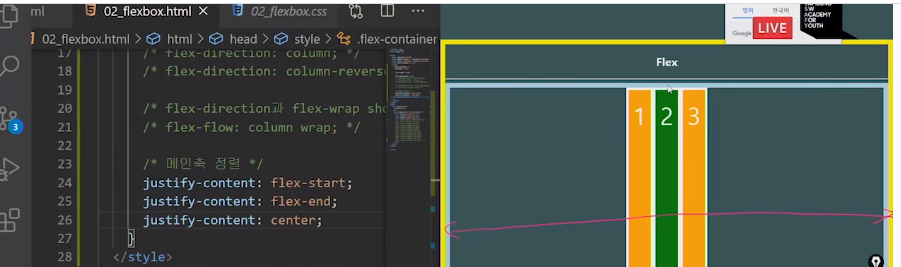 ml
02_flexbox.html
02_flexbox.css
02_flexbox.html > html > head > style > .flex-container
17 /* flex-direction: column; */
18 /* flex-direction: column-reverse
19
20 /* flex-direction과 flex-wrap sho
21 /* flex-flow: column wrap; */
22
23 /* 메인축 정렬 */
24 justify-content: flex-start;
25 justify-content: flex-end;
26 justify-content: center;
27 }
28 </style>
3
영어 한국어
Google
LIVE
ACADEMY
FOR
YOUTH
Flex
1 2 3